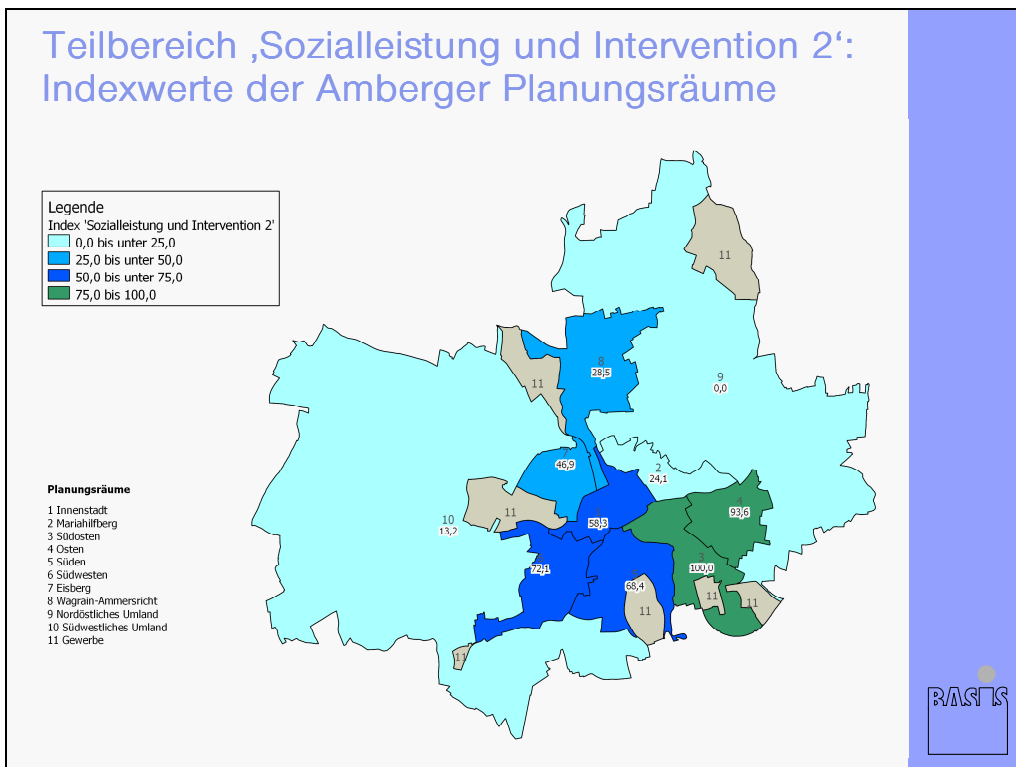 Teilbereich ‚Sozialleistung und Intervention 2‘:
Indexwerte der Amberger Planungsräume
Legende
Index 'Sozialleistung und Intervention 2'
0,0 bis unter 25,0
25,0 bis unter 50,0
50,0 bis unter 75,0
75,0 bis 100,0
11
8
28,5
11
9
0,0
7
46,9
2
24,1
4
93,6
11
1
58,3
10
13,2
6
72,1
5
68,4
3
100,0
11
11
11
11
Planungsräume
1 Innenstadt
2 Mariahilfberg
3 Südosten
4 Osten
5 Süden
6 Südwesten
7 Eisberg
8 Wagrain-Ammersricht
9 Nordöstliches Umland
10 Südwestliches Umland
11 Gewerbe
BASIS